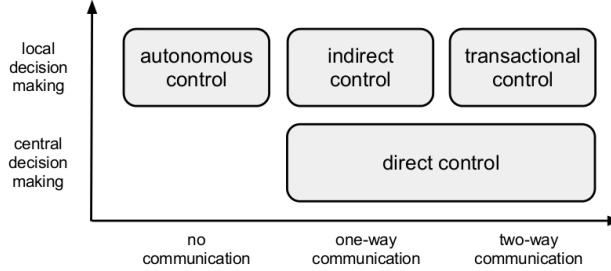 local
decision
making
autonomous
control
indirect
control
transactional
control
central
decision
making
direct control
no
communication
one-way
communication
two-way
communication